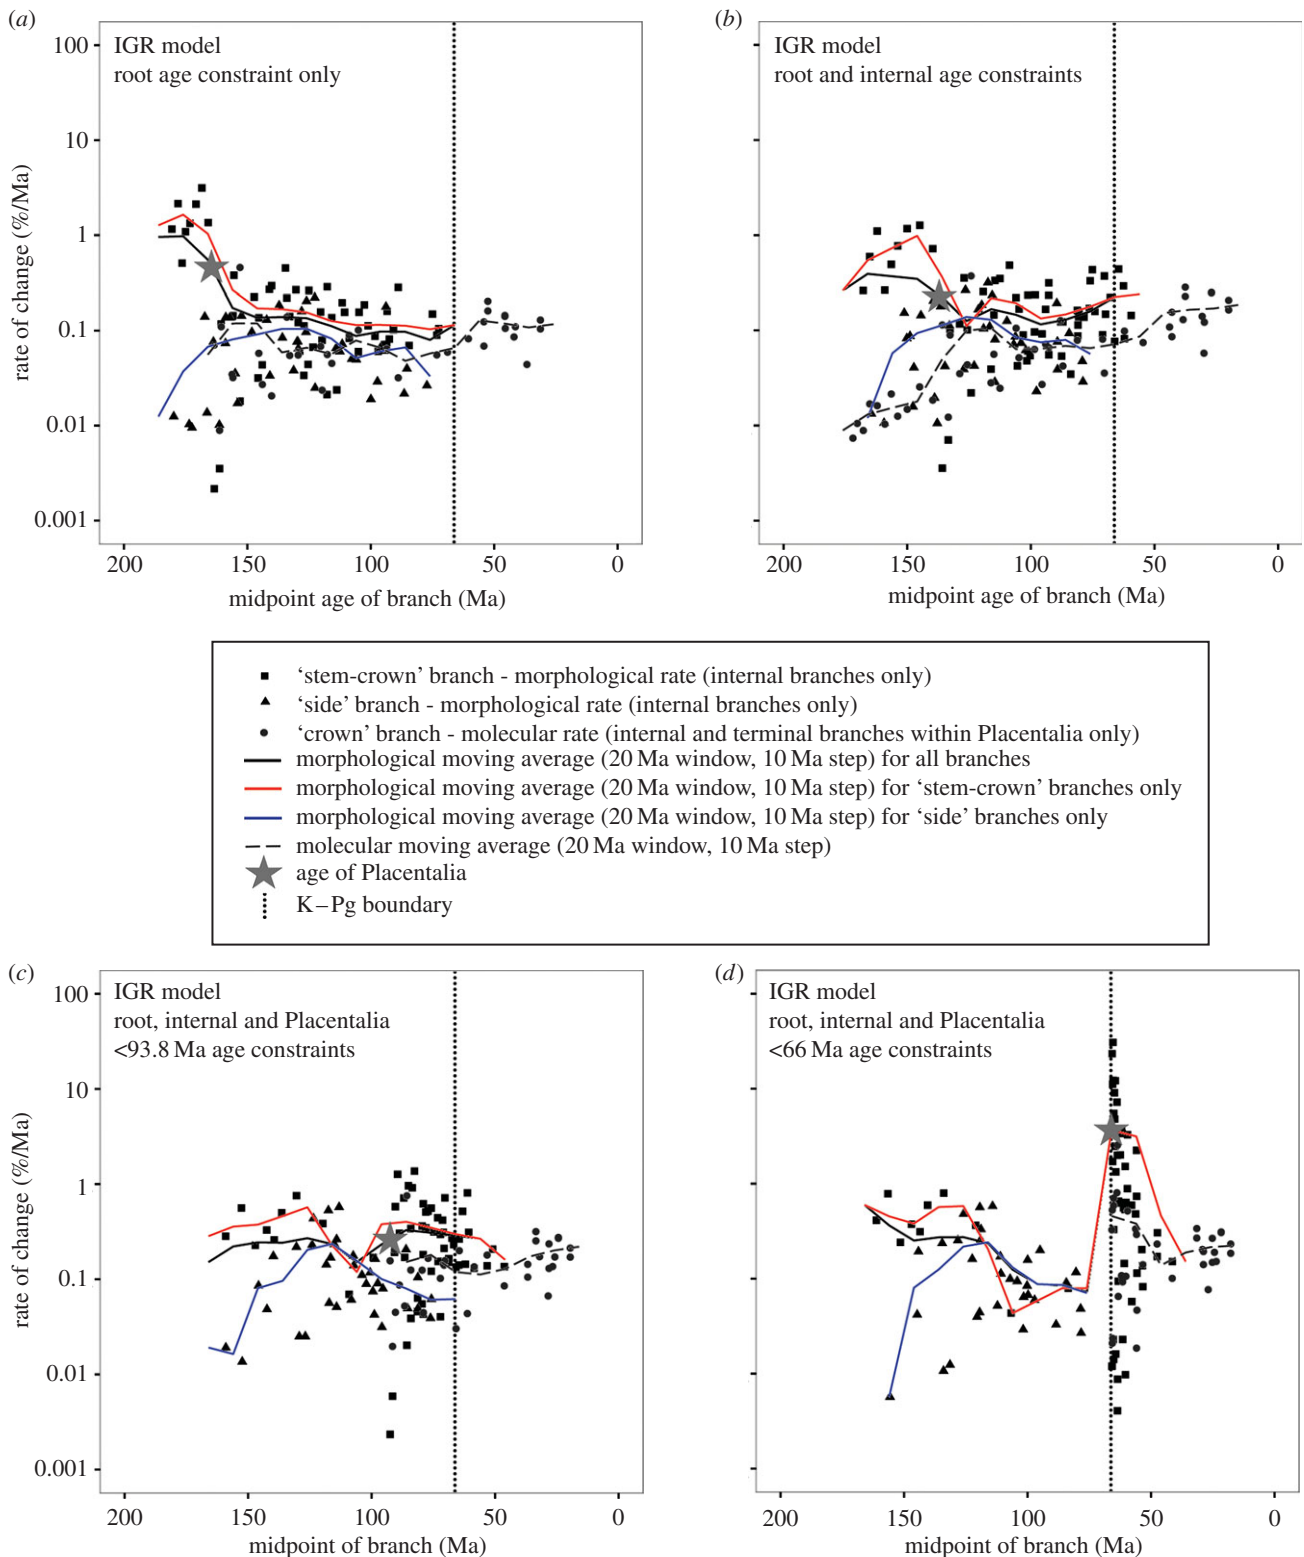 (a)
IGR model
root age constraint only
100
10
1
0.1
0.01
0.001
rate of change (%/Ma)
200 150 100 50 0
midpoint age of branch (Ma)
(b)
IGR model
root and internal age constraints
200 150 100 50 0
midpoint age of branch (Ma)
‘stem-crown’ branch - morphological rate (internal branches only)
‘side’ branch - morphological rate (internal branches only)
‘crown’ branch - molecular rate (internal and terminal branches within Placentalia only)
morphological moving average (20 Ma window, 10 Ma step) for all branches
morphological moving average (20 Ma window, 10 Ma step) for ‘stem-crown’ branches only
morphological moving average (20 Ma window, 10 Ma step) for ‘side’ branches only
molecular moving average (20 Ma window, 10 Ma step)
age of Placentalia
K–Pg boundary
(c)
IGR model
root, internal and Placentalia
<93.8 Ma age constraints
100
10
1
0.1
0.01
0.001
rate of change (%/Ma)
200 150 100 50 0
midpoint of branch (Ma)
(d)
IGR model
root, internal and Placentalia
<66 Ma age constraints
200 150 100 50 0
midpoint of branch (Ma)